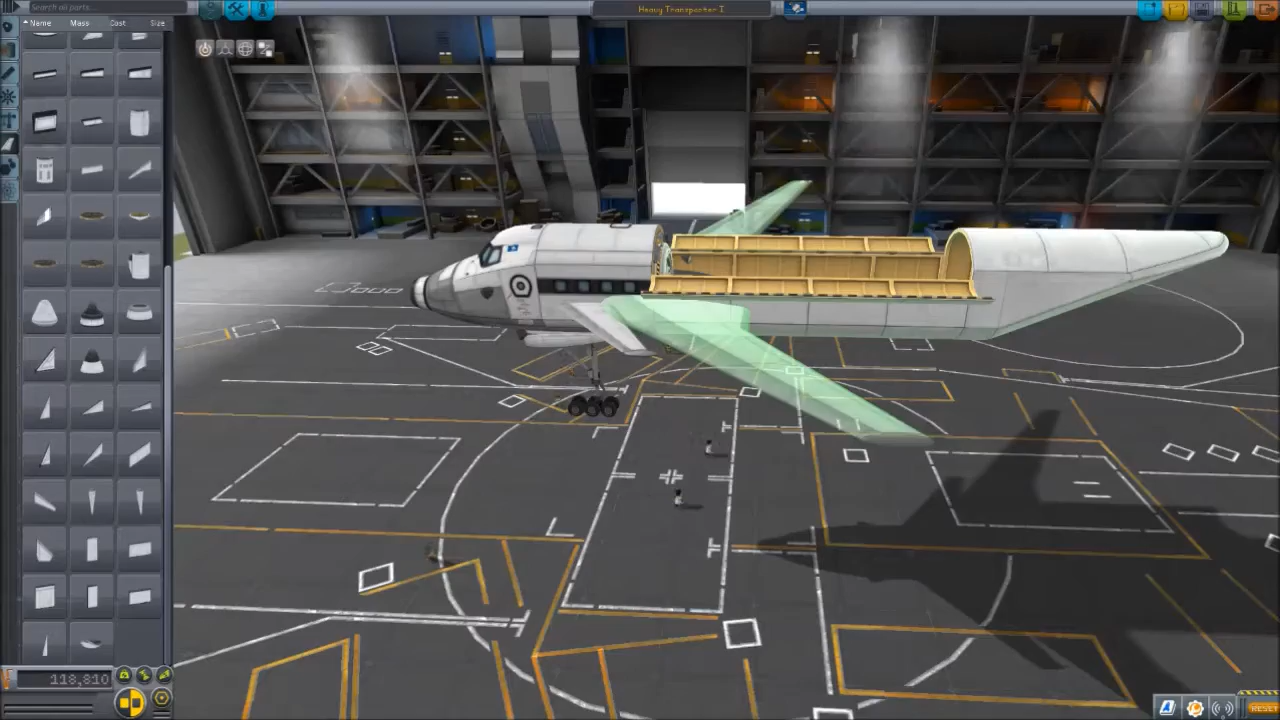 Search all parts...
Name Mass Cost Size
Heavy Transporter I
118,810
RESET